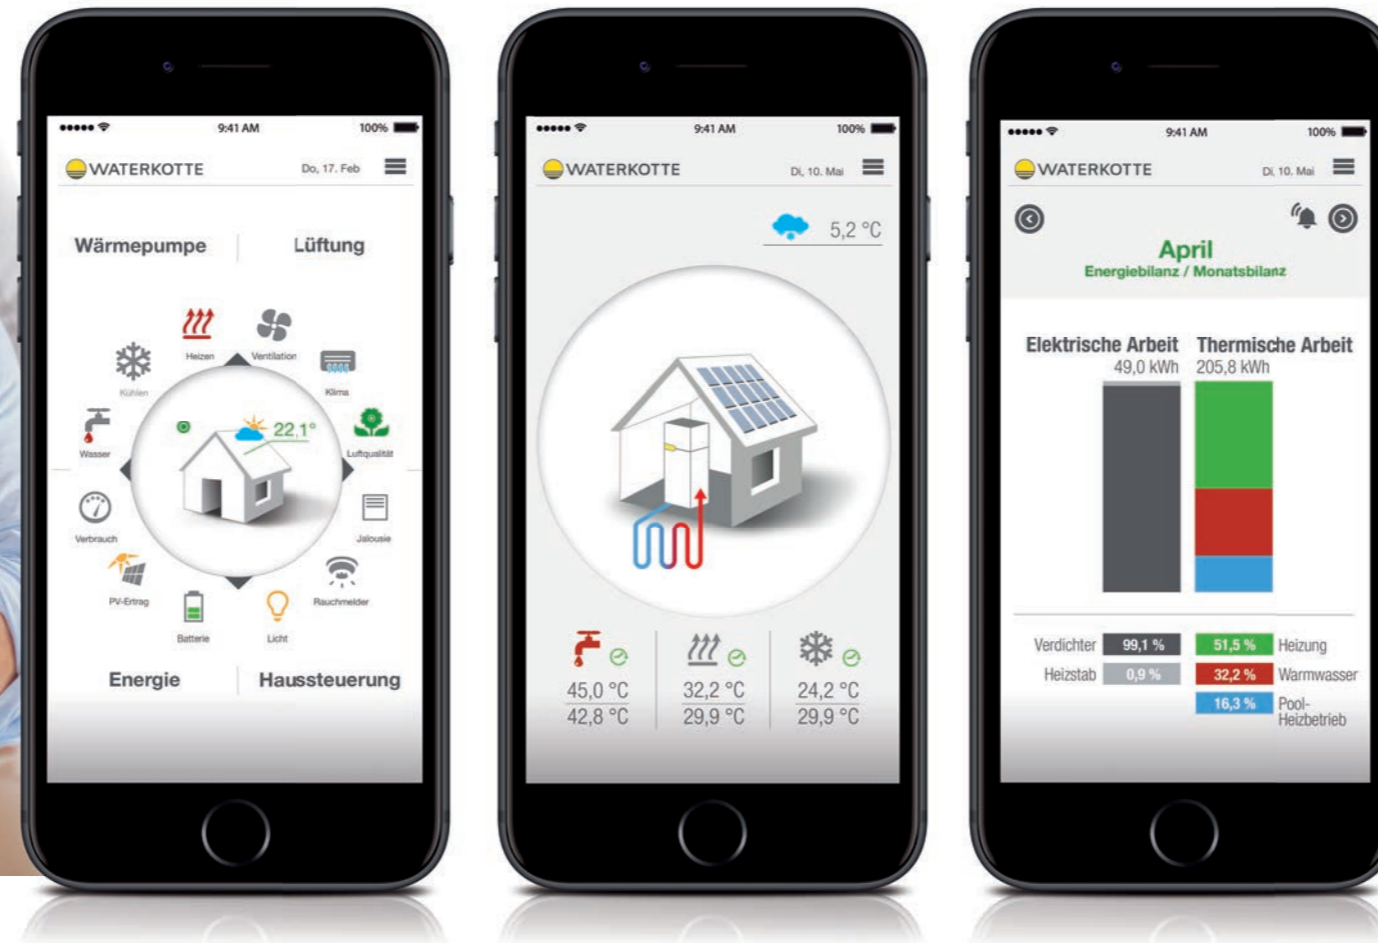 9:41 AM
100%
WATERKOTTE
Do, 17. Feb
Wärmepumpe
Lüftung
Heizen
Ventilation
Kühlen
Klima
22,1°
Wasser
Luftqualität
Verbrauch
Jalousie
PV-Ertrag
Rauchmelder
Batterie
Licht
Energie
Haussteuerung
9:41 AM
100%
WATERKOTTE
Di, 10. Mai
5,2 °C
45,0 °C
42,8 °C
32,2 °C
29,9 °C
24,2 °C
29,9 °C
9:41 AM
100%
WATERKOTTE
Di, 10. Mai
April
Energiebilanz / Monatsbilanz
Elektrische Arbeit
49,0 kWh
Thermische Arbeit
205,8 kWh
Verdichter 99,1 %
Heizstab 0,9 %
51,5 % Heizung
32,2 % Warmwasser
16,3 % Pool-
Heizbetrieb